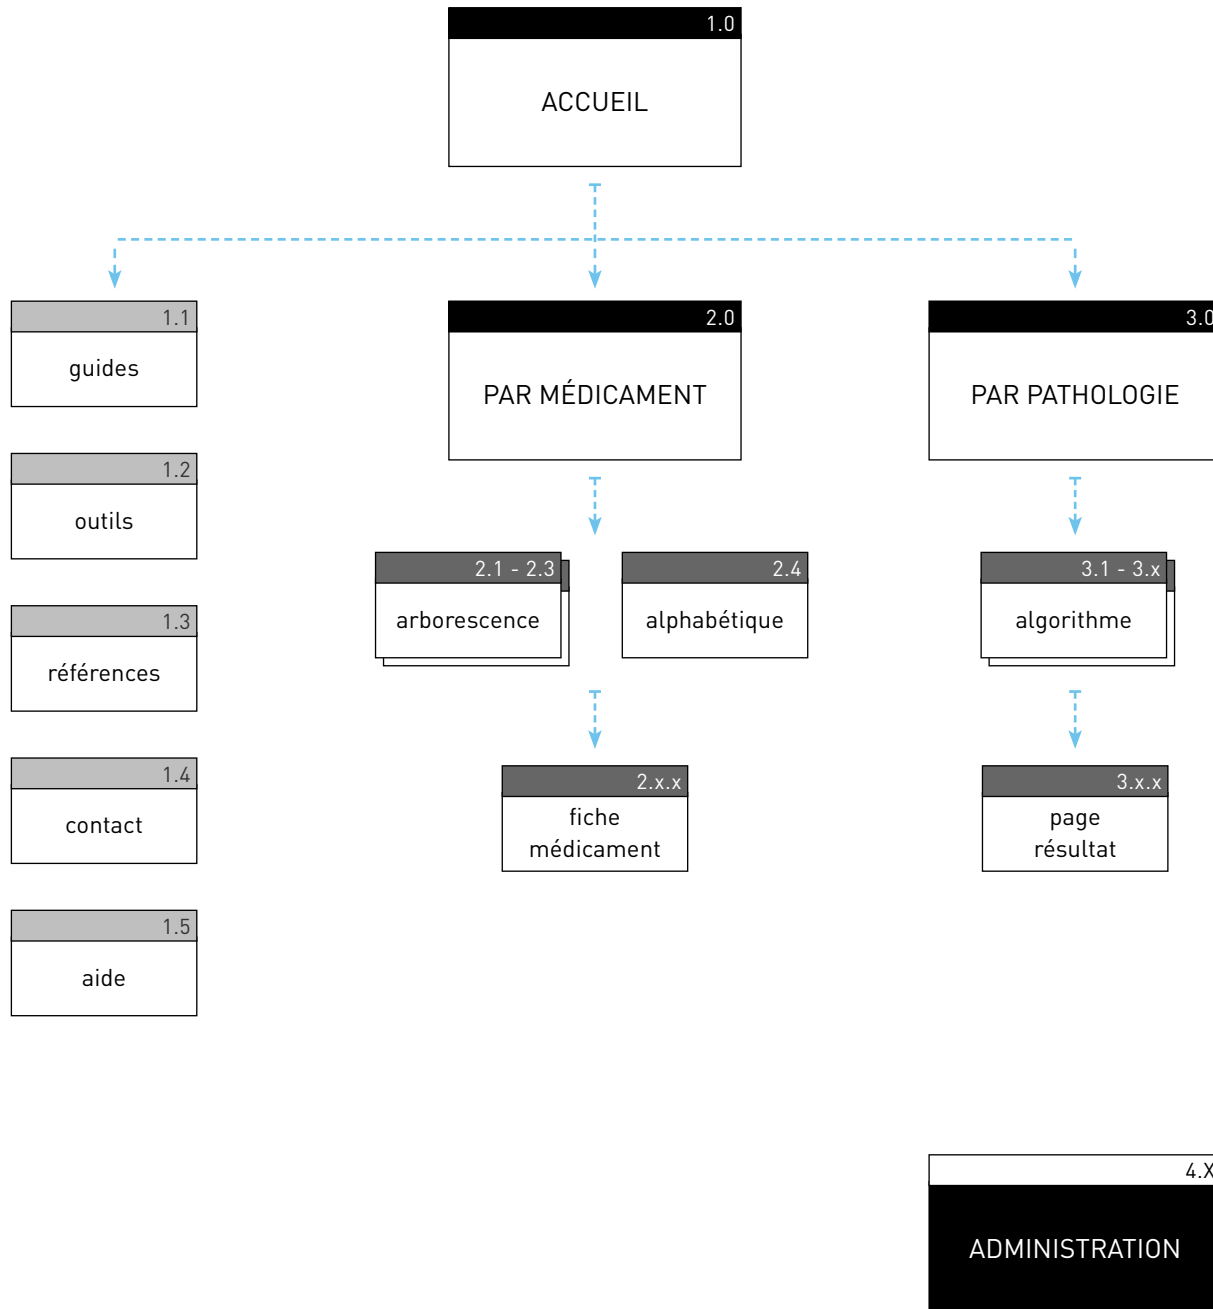 1.0
ACCUEIL
1.1
guides
2.0
PAR MÉDICAMENT
3.0
PAR PATHOLOGIE
1.2
outils
2.1 - 2.3
arborescence
2.4
alphabétique
3.1 - 3.x
algorithme
1.3
références
1.4
contact
2.x.x
fiche
médicament
3.x.x
page
résultat
1.5
aide
4.X
ADMINISTRATION